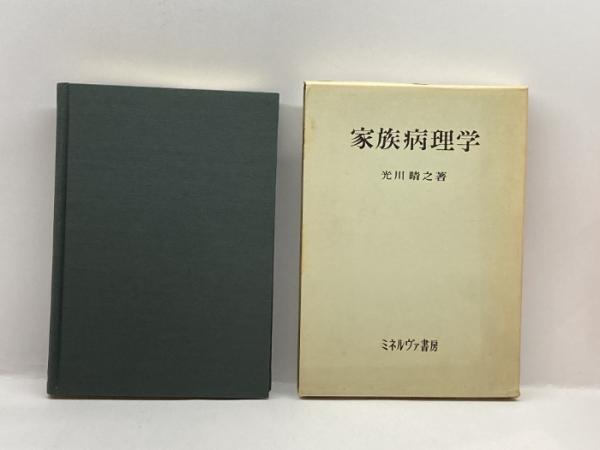 家族病理学
光川晴之著
ミネルヴァ書房